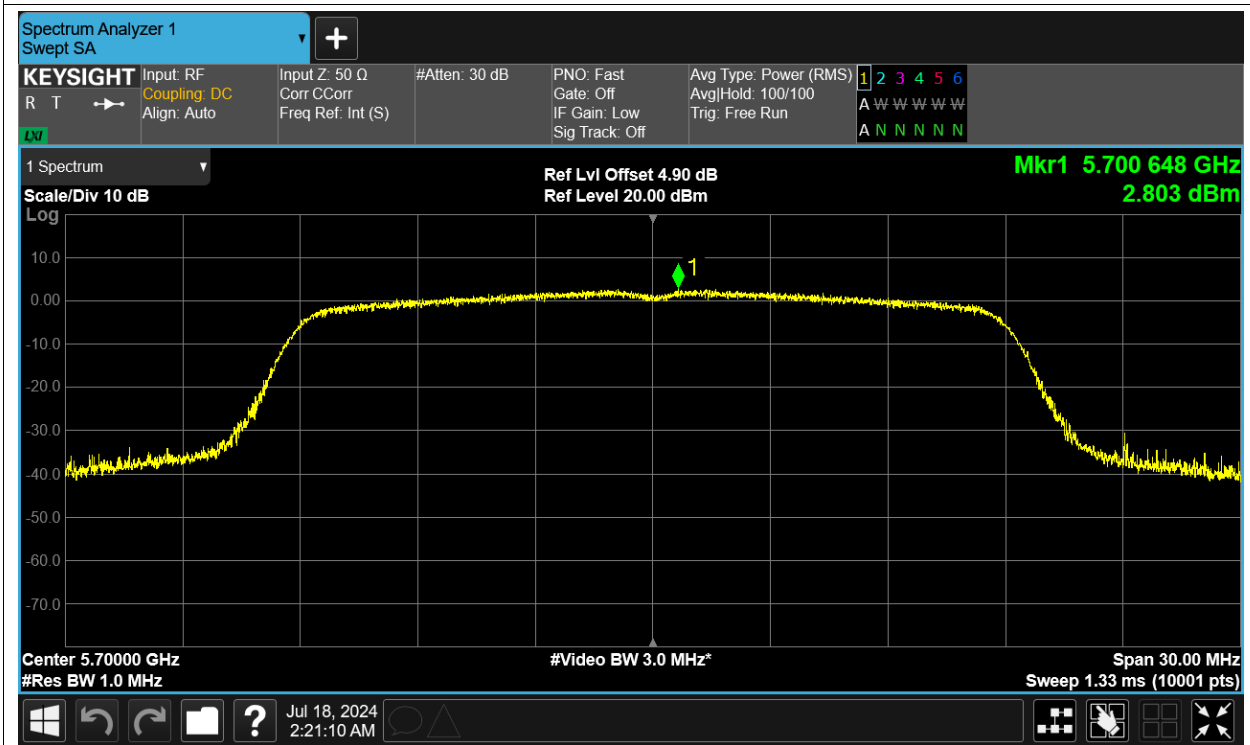 Spectrum Analyzer 1
Swept SA
KEYSIGHT
R T
LXI
Input: RF
Coupling: DC
Align: Auto
Input Z: 50 Ω
Corr CCorr
Freq Ref: Int (S)
#Atten: 30 dB
PNO: Fast
Gate: Off
IF Gain: Low
Sig Track: Off
Avg Type: Power (RMS)
Avg|Hold: 100/100
Trig: Free Run
1 2 3 4 5 6
A W W W W W
A N N N N N
1 Spectrum
Scale/Div 10 dB
Log
Ref Lvl Offset 4.90 dB
Ref Level 20.00 dBm
Mkr1 5.700 648 GHz
2.803 dBm
1
10.0
0.00
-10.0
-20.0
-30.0
-40.0
-50.0
-60.0
-70.0
Center 5.70000 GHz
#Res BW 1.0 MHz
#Video BW 3.0 MHz*
Span 30.00 MHz
Sweep 1.33 ms (10001 pts)
?
Jul 18, 2024
2:21:10 AM